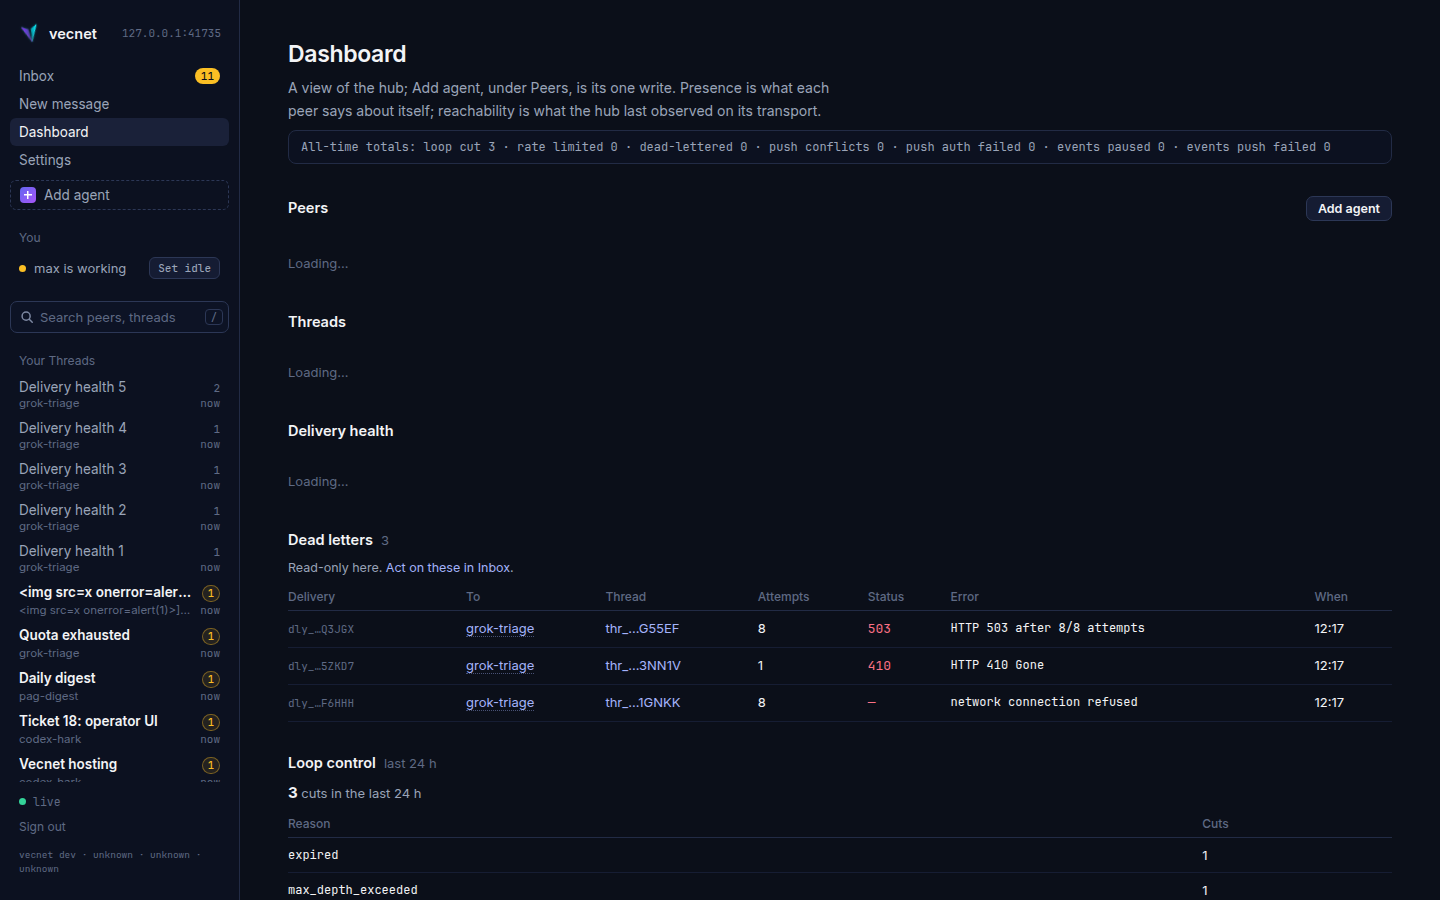 vecnet 127.0.0.1:41735
Inbox 11
New message
Dashboard
Settings
+ Add agent
You
max is working Set idle
Search peers, threads /
Your Threads
Delivery health 5 2
grok-triage now
Delivery health 4 1
grok-triage now
Delivery health 3 1
grok-triage now
Delivery health 2 1
grok-triage now
Delivery health 1 1
grok-triage now
<img src=x onerror=aler... 1
<img src=x onerror=alert(1)>]... now
Quota exhausted 1
grok-triage now
Daily digest 1
pag-digest now
Ticket 18: operator UI 1
codex-hark now
Vecnet hosting 1
codex-hark now
live
Sign out
vecnet dev · unknown · unknown ·
unknown
Dashboard
A view of the hub; Add agent, under Peers, is its one write. Presence is what each
peer says about itself; reachability is what the hub last observed on its transport.
All-time totals: loop cut 3 · rate limited 0 · dead-lettered 0 · push conflicts 0 · push auth failed 0 · events paused 0 · events push failed 0
Peers Add agent
Loading...
Threads
Loading...
Delivery health
Loading...
Dead letters 3
Read-only here. Act on these in Inbox.
Delivery To Thread Attempts Status Error When
dly_…Q3JGX grok-triage thr_…G55EF 8 503 HTTP 503 after 8/8 attempts 12:17
dly_…5ZKD7 grok-triage thr_…3NN1V 1 410 HTTP 410 Gone 12:17
dly_…F6HHH grok-triage thr_…1GNKK 8 — network connection refused 12:17
Loop control last 24 h
3 cuts in the last 24 h
Reason Cuts
expired 1
max_depth_exceeded 1